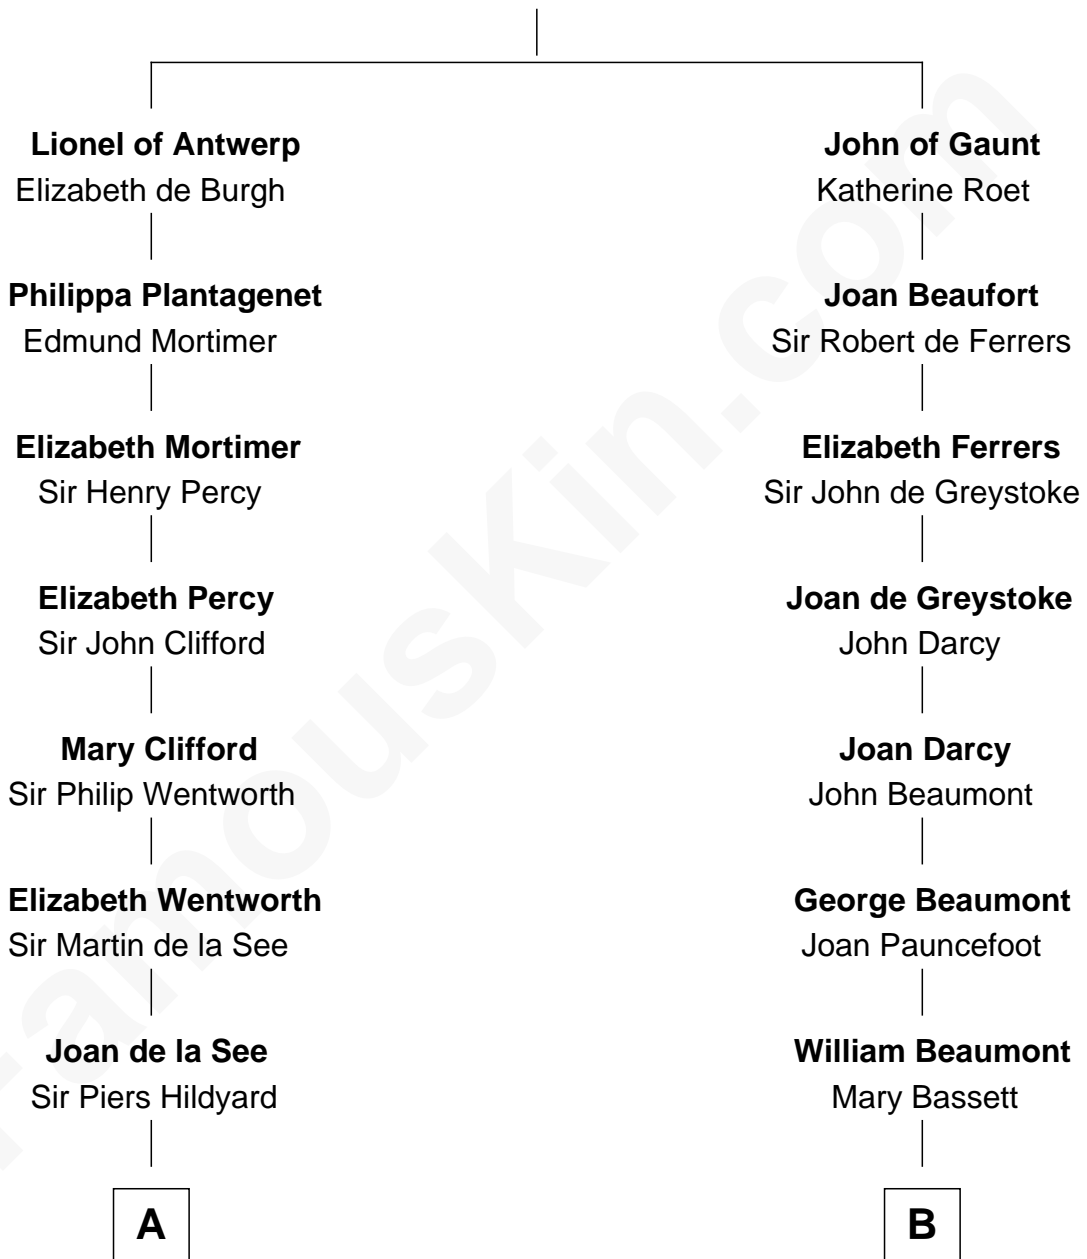 Lionel of Antwerp
Elizabeth de Burgh
Philippa Plantagenet
Edmund Mortimer
Elizabeth Mortimer
Sir Henry Percy
Elizabeth Percy
Sir John Clifford
Mary Clifford
Sir Philip Wentworth
Elizabeth Wentworth
Sir Martin de la See
Joan de la See
Sir Piers Hildyard
A
John of Gaunt
Katherine Roet
Joan Beaufort
Sir Robert de Ferrers
Elizabeth Ferrers
Sir John de Greystoke
Joan de Greystoke
John Darcy
Joan Darcy
John Beaumont
George Beaumont
Joan Pauncefoot
William Beaumont
Mary Bassett
B
FamousKin.com